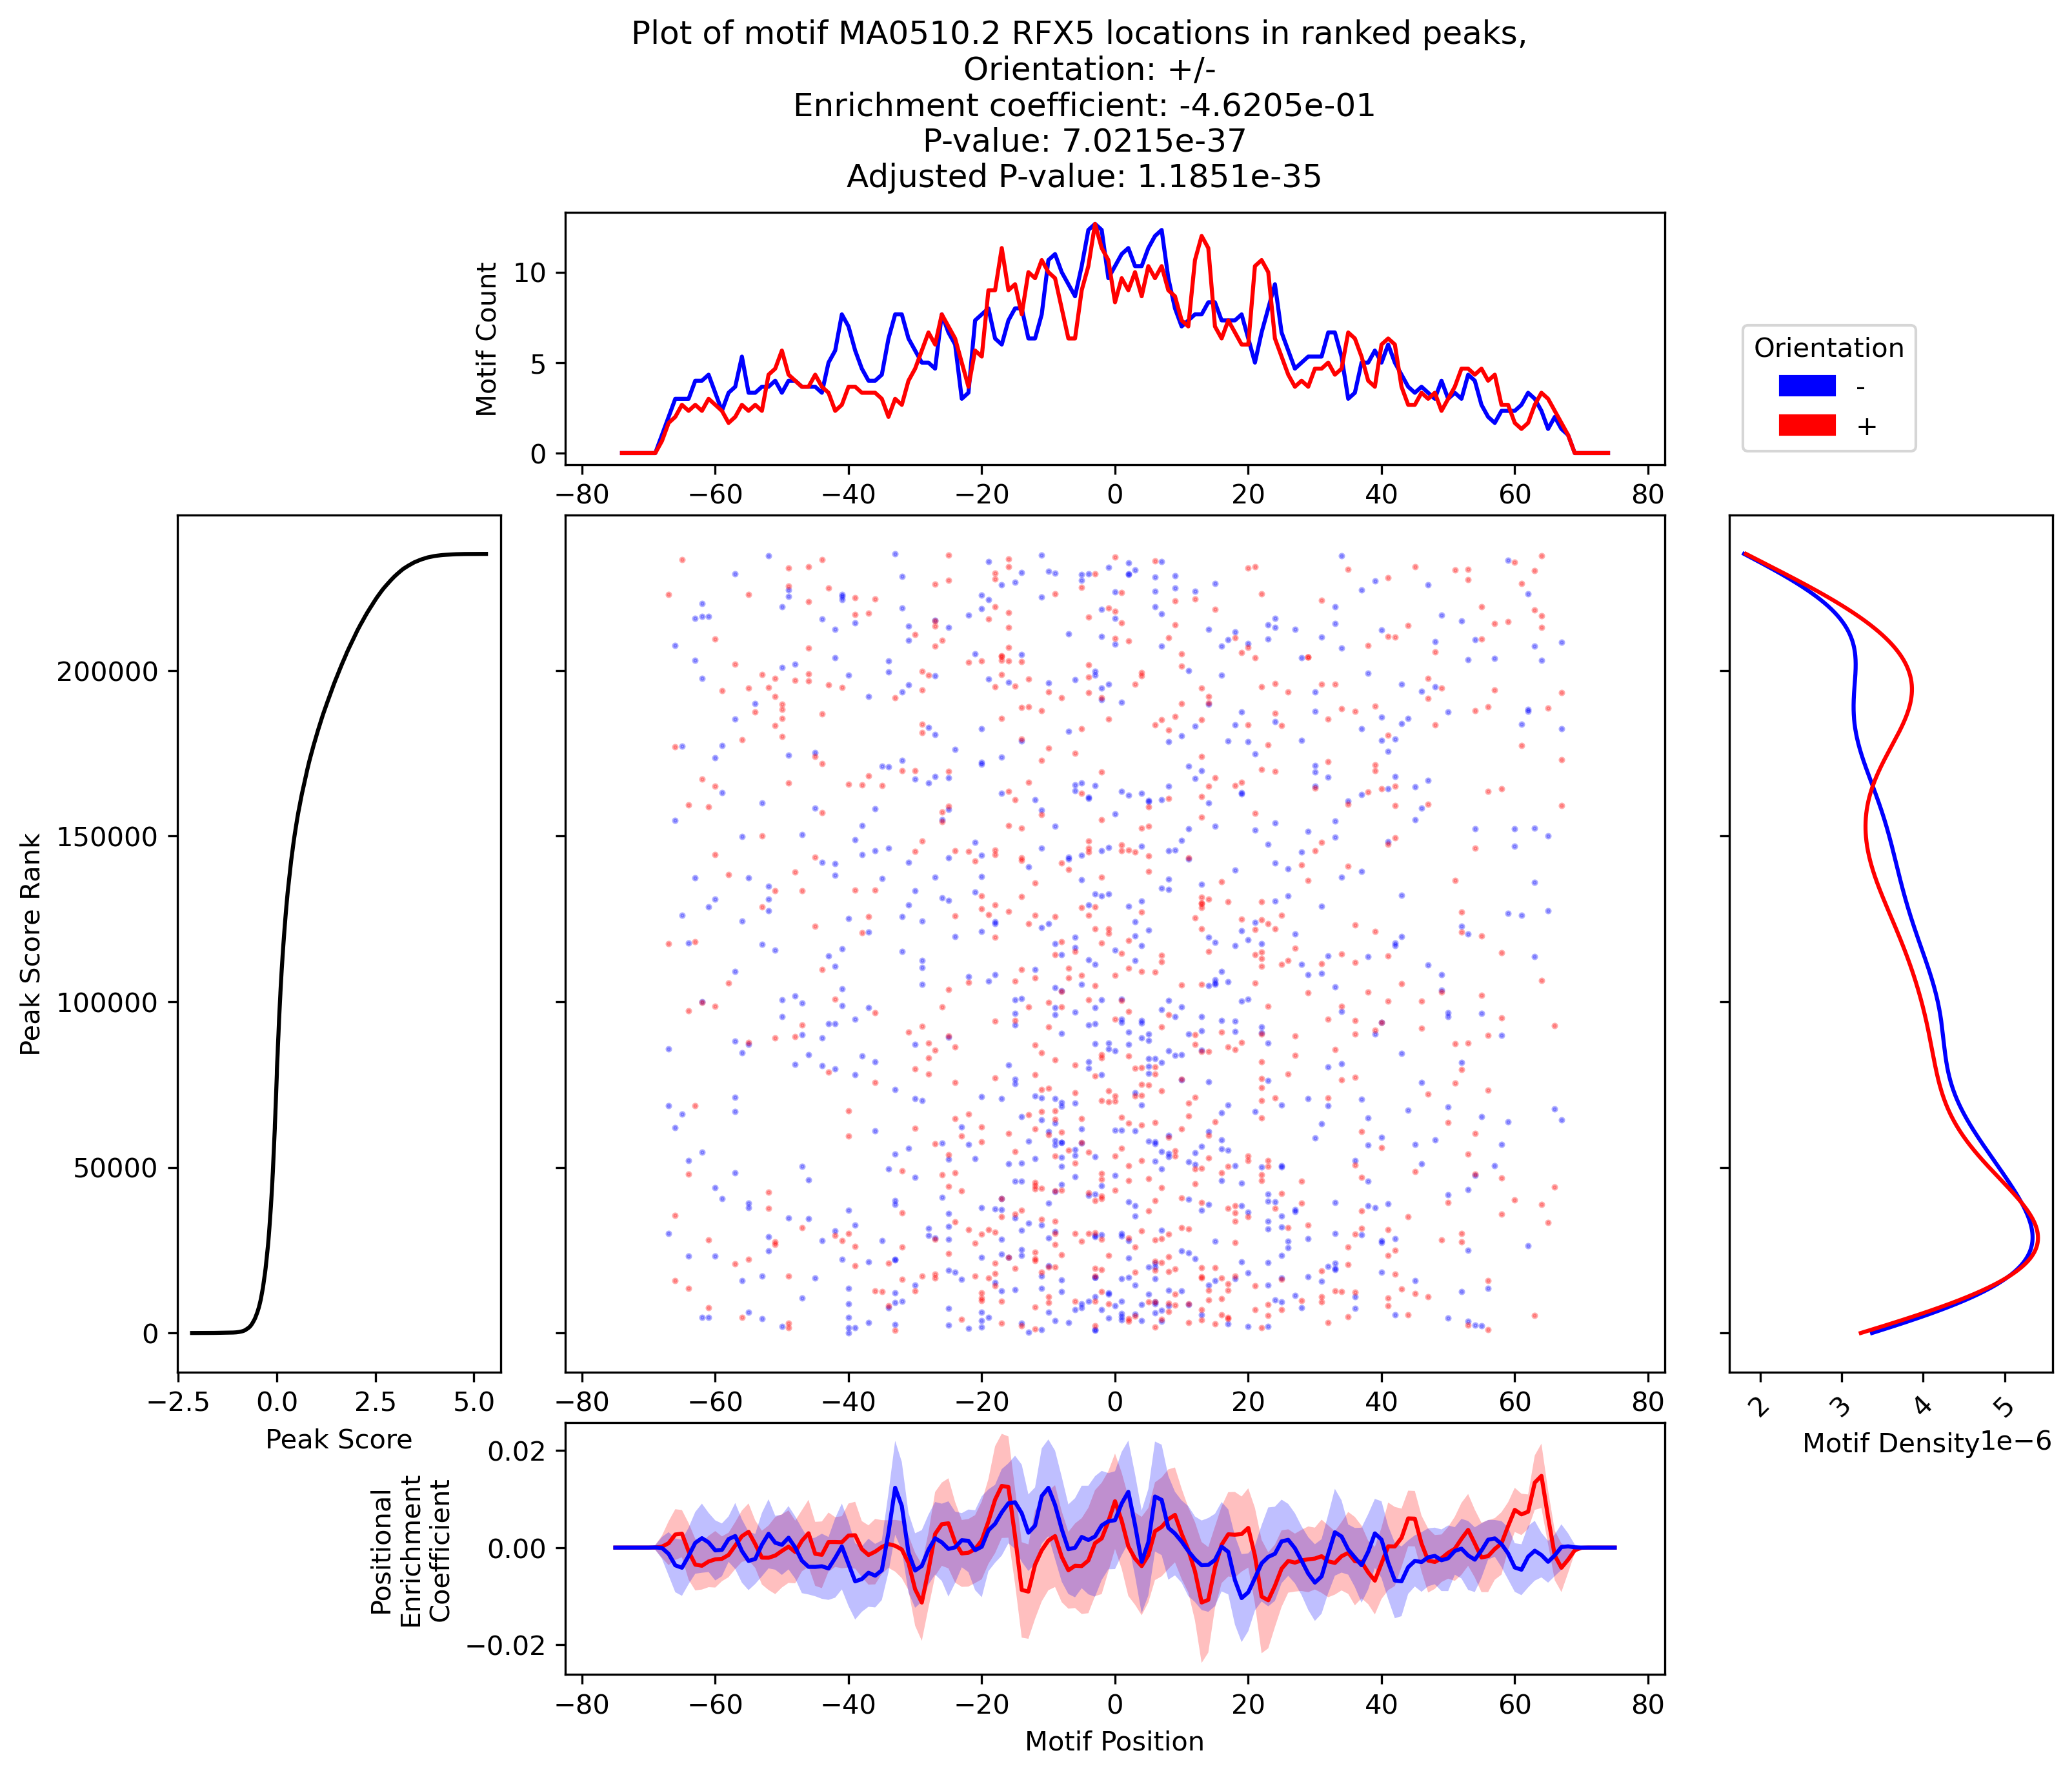 Plot of motif MA0510.2 RFX5 locations in ranked peaks,
Orientation: +/-
Enrichment coefficient: -4.6205e-01
P-value: 7.0215e-37
Adjusted P-value: 1.1851e-35
Motif Count
10
5
0
−80 −60 −40 −20 0 20 40 60 80
Orientation
-
+
Peak Score Rank
200000
150000
100000
50000
0
−2.5 0.0 2.5 5.0
Peak Score
−80 −60 −40 −20 0 20 40 60 80
2 3 4 5
Motif Density
1e−6
Positional
Enrichment
Coefficient
0.02
0.00
−0.02
−80 −60 −40 −20 0 20 40 60 80
Motif Position